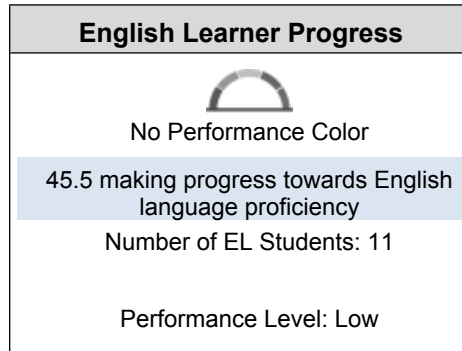 English Learner Progress
No Performance Color
45.5 making progress towards English
language proficiency
Number of EL Students: 11
Performance Level: Low